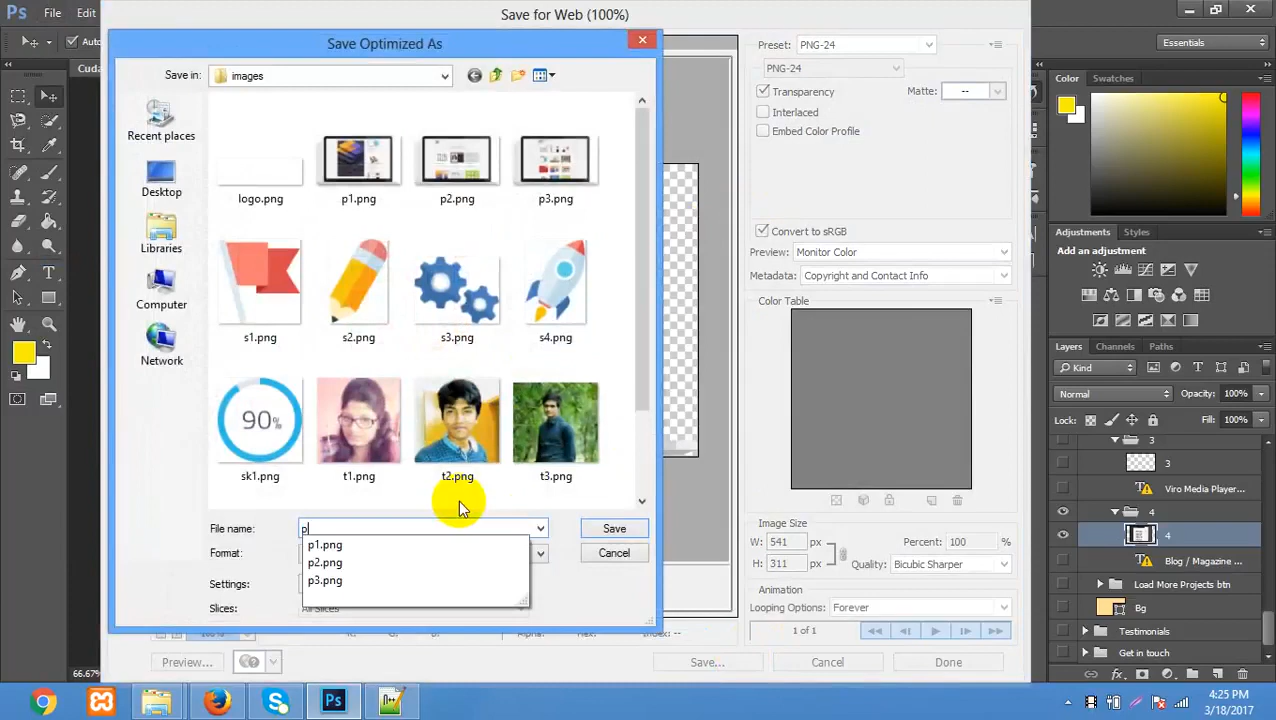 Ps File Edit
Save for Web (100%)
Auto
Essentials
Save Optimized As
Preset: PNG-24
PNG-24
Color Swatches
Save in: images
Transparency Matte: --
Interlaced
Embed Color Profile
Recent places
Desktop
Libraries
Computer
Network
logo.png p1.png p2.png p3.png
s1.png s2.png s3.png s4.png
90%
sk1.png t1.png t2.png t3.png
File name: p Save
p1.png
p2.png
p3.png
Format: Cancel
Settings:
Slices: All Slices
Convert to sRGB
Preview: Monitor Color
Metadata: Copyright and Contact Info
Color Table
Image Size
W: 541 px Percent: 100 %
H: 311 px Quality: Bicubic Sharper
Animation
Looping Options: Forever
1 of 1
Preview... Save... Cancel Done
Adjustments Styles
Add an adjustment
Layers Channels Paths
Kind
Normal Opacity: 100%
Lock: Fill: 100%
3
3
Viro Media Player...
4
4
Blog / Magazine ...
Load More Projects btn
Bg
Testimonials
Get in touch
66.67%
4:25 PM
3/18/2017